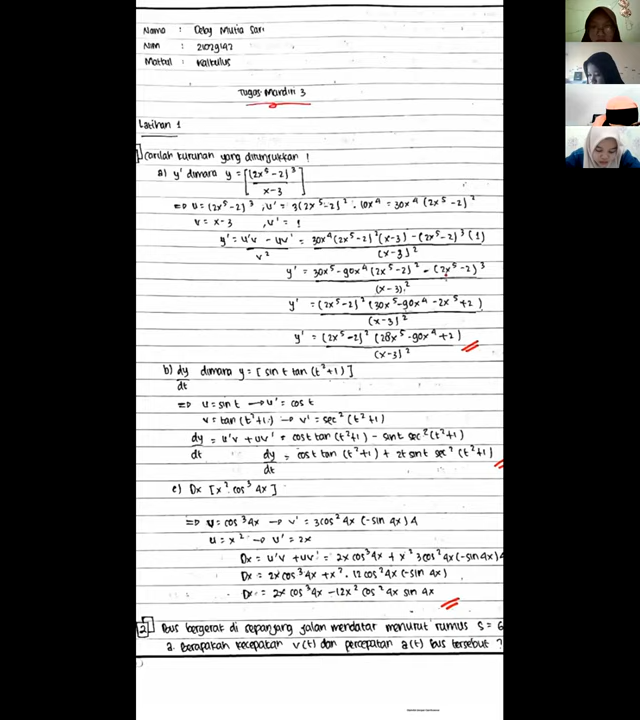 Nama : Deby Mutia Sari
Nim : 21029142
Matkul : Kalkulus
Tugas Mandiri 3
Latihan 1
1 Carilah turunan yang ditunjukkan !
a) y' dimana y = [(2x⁵-2)³ / x-3]
=> u = (2x⁵-2)³ , u' = 3(2x⁵-2)² · 10x⁴ = 30x⁴ (2x⁵-2)²
v = x-3 , v' = 1
y' = u'v - uv' / v² = 30x⁴(2x⁵-2)²(x-3) - (2x⁵-2)³ (1) / (x-3)²
y' = 30x⁵-90x⁴ (2x⁵-2)² - (2x⁵-2)³ / (x-3)²
y' = (2x⁵-2)² (30x⁵-90x⁴ -2x⁵+2) / (x-3)²
y' = (2x⁵-2)² (28x⁵-90x⁴+2) / (x-3)²
b) dy/dt dimana y = [sin t tan (t²+1)]
=> u = sin t → u' = cos t
v = tan (t²+1) → v' = sec² (t²+1)
dy/dt = u'v + uv' = cos t tan (t²+1) - sin t sec² (t²+1)
dy/dt = cos t tan (t²+1) + 2t sin t sec² (t²+1)
c) Dx [x² cos³ 4x]
=> v = cos³ 4x → v' = 3cos² 4x (-sin 4x) 4
u = x² → u' = 2x
Dx = u'v + uv' = 2x cos³ 4x + x² 3cos² 4x (-sin 4x) 4
Dx = 2x cos³ 4x + x² · 12 cos² 4x (-sin 4x)
Dx = 2x cos³ 4x - 12x² cos² 4x sin 4x
2 Bus bergerak di sepanjang jalan mendatar menurut rumus S = 6
a. Berapakah kecepatan v(t) dan percepatan a(t) bus tersebut ?